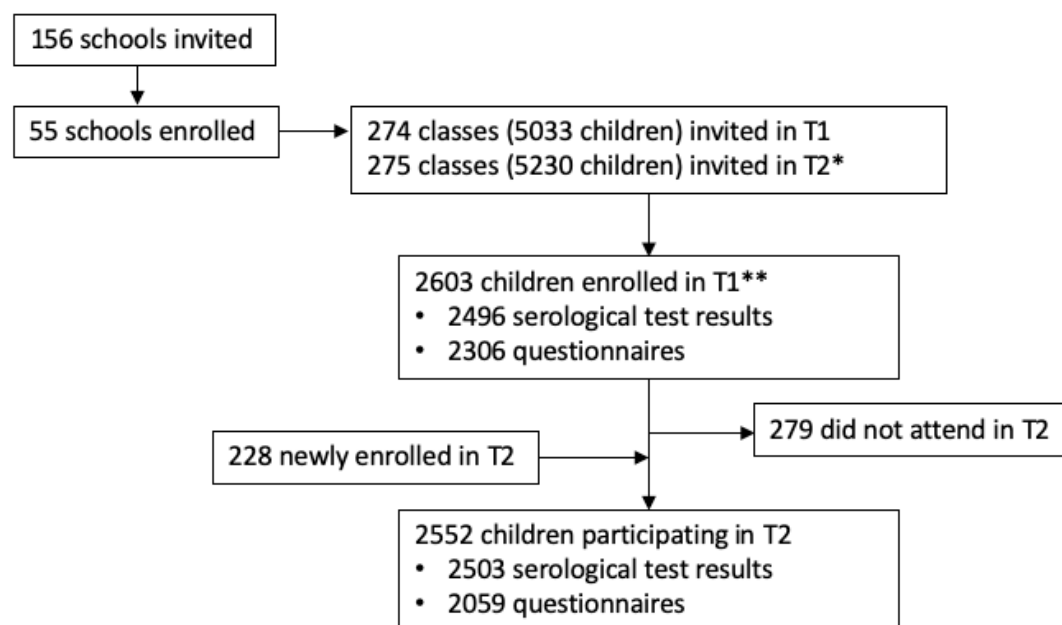 156 schools invited
55 schools enrolled
274 classes (5033 children) invited in T1
275 classes (5230 children) invited in T2*
2603 children enrolled in T1**
• 2496 serological test results
• 2306 questionnaires
279 did not attend in T2
228 newly enrolled in T2
2552 children participating in T2
• 2503 serological test results
• 2059 questionnaires